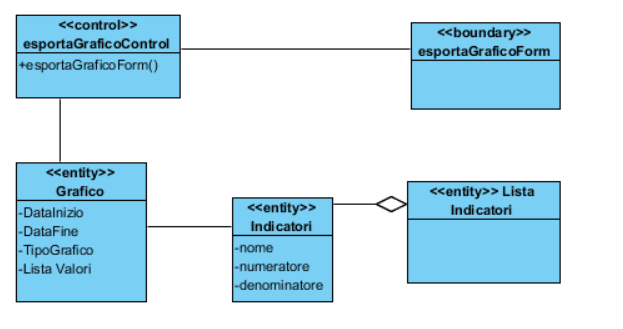 <<control>>
esportaGraficoControl
+esportaGraficoForm()
<<boundary>>
esportaGraficoForm
<<entity>>
Grafico
-DataInizio
-DataFine
-TipoGrafico
-Lista Valori
<<entity>>
Indicatori
-nome
-numeratore
-denominatore
<<entity>> Lista
Indicatori